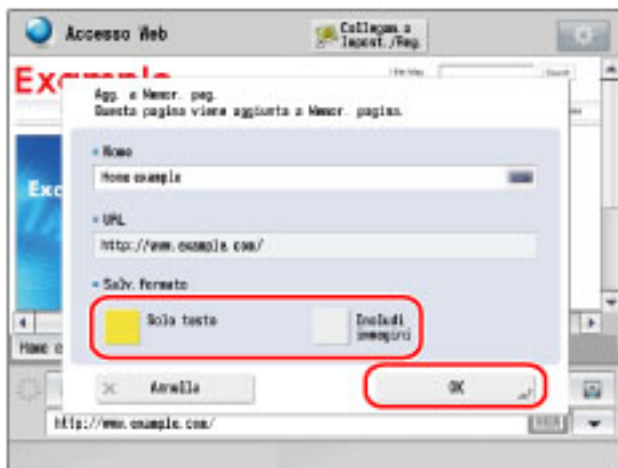 Accesso Web
Collegam. a
Impost./Reg.
Example
Agg. a Memor. pag.
Questa pagina viene aggiunta a Memor. pagina.
Nome
Home example
URL
http://www.example.com/
Salv. formato
Solo testo
Includi
immagini
Annulla
OK
http://www.example.com/